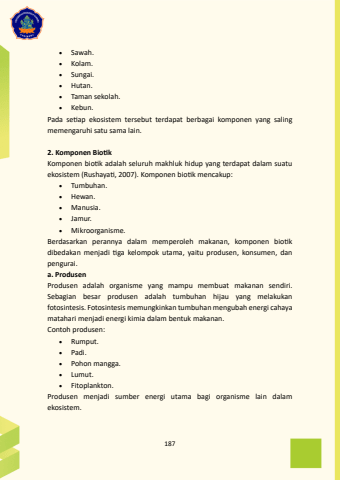 • Sawah.
• Kolam.
• Sungai.
• Hutan.
• Taman sekolah.
• Kebun.
Pada setiap ekosistem tersebut terdapat berbagai komponen yang saling
memengaruhi satu sama lain.
2. Komponen Biotik
Komponen biotik adalah seluruh makhluk hidup yang terdapat dalam suatu
ekosistem (Rushayati, 2007). Komponen biotik mencakup:
• Tumbuhan.
• Hewan.
• Manusia.
• Jamur.
• Mikroorganisme.
Berdasarkan perannya dalam memperoleh makanan, komponen biotik
dibedakan menjadi tiga kelompok utama, yaitu produsen, konsumen, dan
pengurai.
a. Produsen
Produsen adalah organisme yang mampu membuat makanan sendiri.
Sebagian besar produsen adalah tumbuhan hijau yang melakukan
fotosintesis. Fotosintesis memungkinkan tumbuhan mengubah energi cahaya
matahari menjadi energi kimia dalam bentuk makanan.
Contoh produsen:
• Rumput.
• Padi.
• Pohon mangga.
• Lumut.
• Fitoplankton.
Produsen menjadi sumber energi utama bagi organisme lain dalam
ekosistem.
187